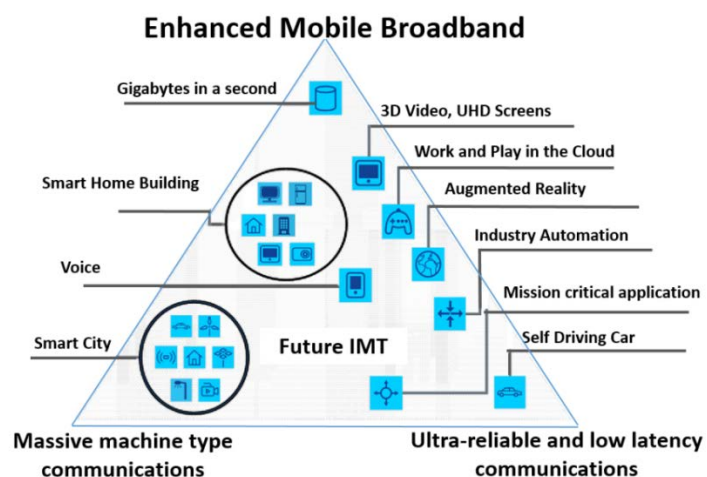 Enhanced Mobile Broadband
Gigabytes in a second
3D Video, UHD Screens
Work and Play in the Cloud
Smart Home Building
Augmented Reality
Industry Automation
Voice
Mission critical application
Smart City
Future IMT
Self Driving Car
Massive machine type
communications
Ultra-reliable and low latency
communications